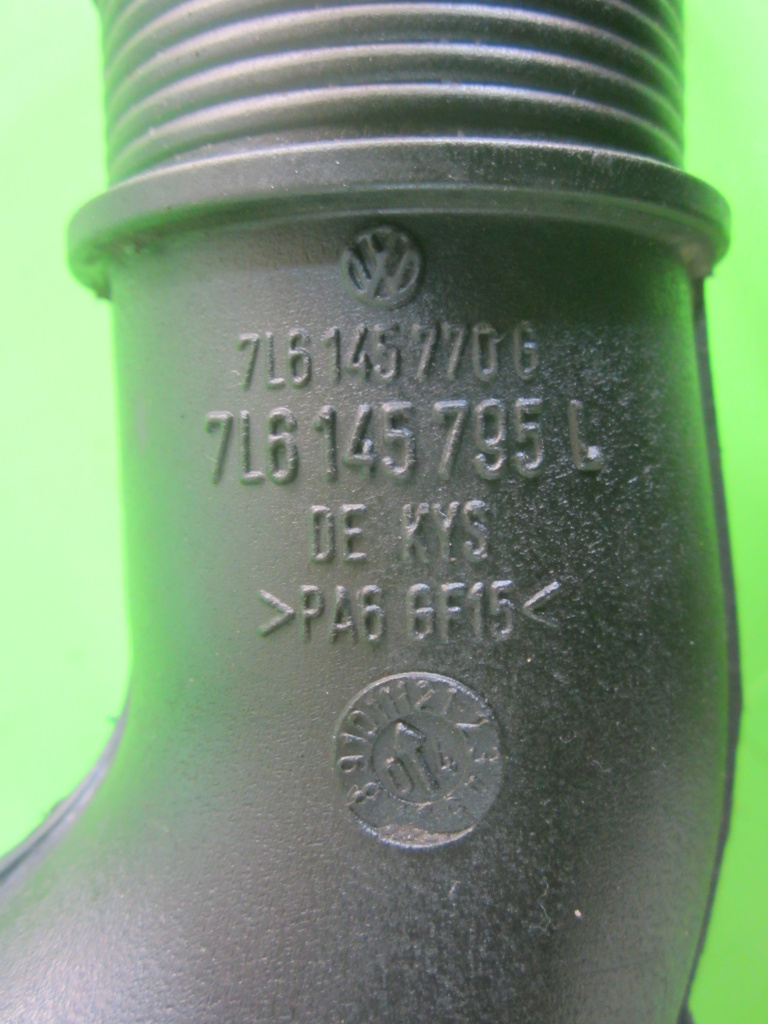 7L6 145 770 G
7L6 145 795 L
DE KYS
>PA6 GF15<